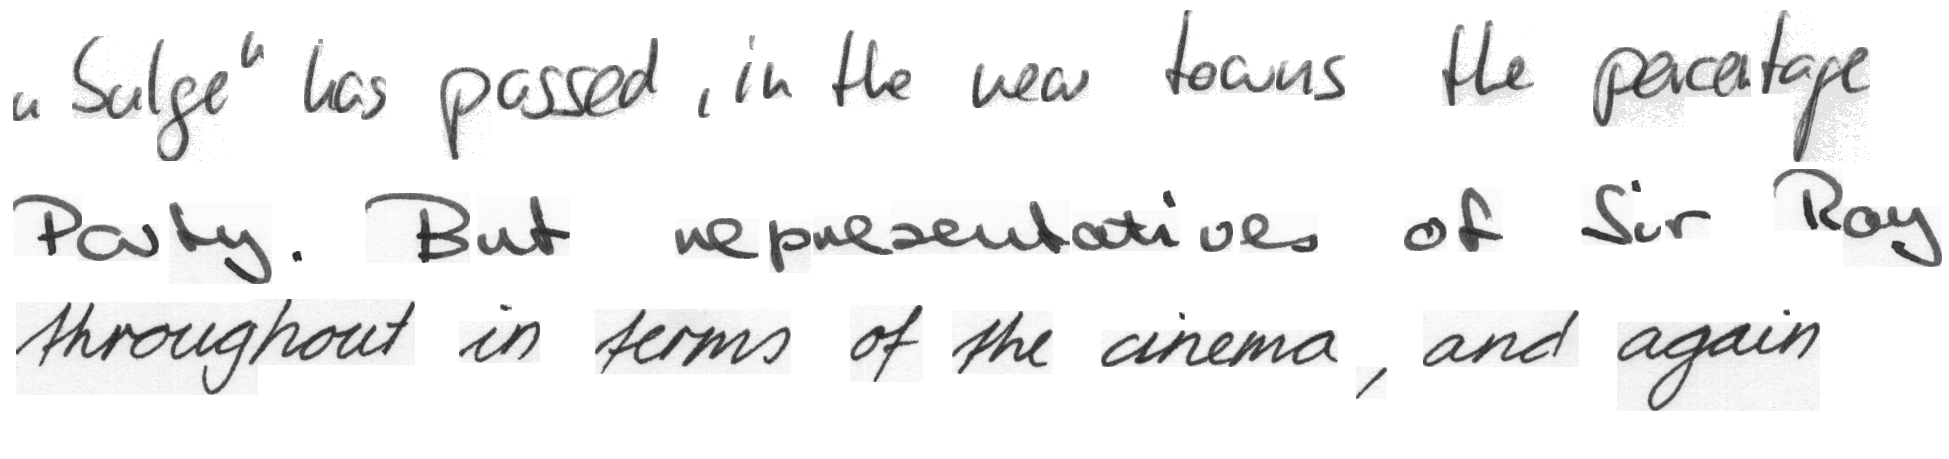 „bulge“ has passed, in the new towns the percentage
Party. But representatives of Sir Roy
throughout in terms of the cinema, and again